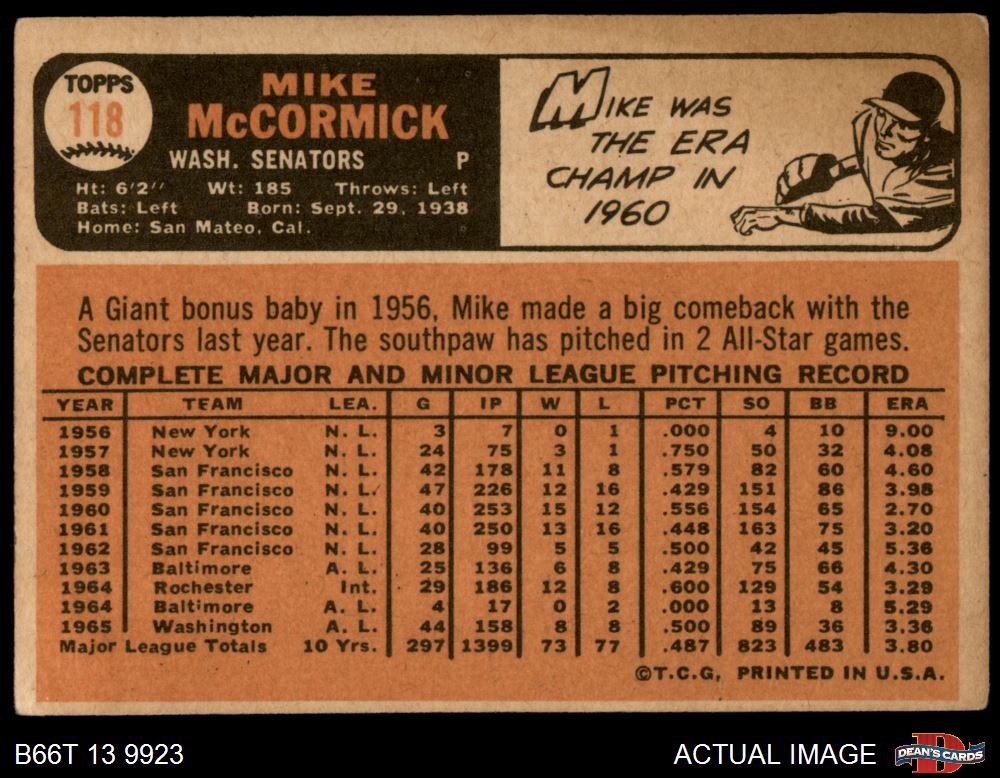 TOPPS
118
MIKE
McCORMICK
WASH. SENATORS P
Ht: 6'2'' Wt: 185 Throws: Left
Bats: Left Born: Sept. 29, 1938
Home: San Mateo, Cal.
MIKE WAS
THE ERA
CHAMP IN
1960
A Giant bonus baby in 1956, Mike made a big comeback with the
Senators last year. The southpaw has pitched in 2 All-Star games.
COMPLETE MAJOR AND MINOR LEAGUE PITCHING RECORD
YEAR TEAM LEA. G IP W L PCT SO BB ERA
1956 New York N. L. 3 7 0 1 .000 4 10 9.00
1957 New York N. L. 24 75 3 1 .750 50 32 4.08
1958 San Francisco N. L. 42 178 11 8 .579 82 60 4.60
1959 San Francisco N. L. 47 226 12 16 .429 151 86 3.98
1960 San Francisco N. L. 40 253 15 12 .556 154 65 2.70
1961 San Francisco N. L. 40 250 13 16 .448 163 75 3.20
1962 San Francisco N. L. 28 99 5 5 .500 42 45 5.36
1963 Baltimore A. L. 25 136 6 8 .429 75 66 4.30
1964 Rochester Int. 29 186 12 8 .600 129 54 3.29
1964 Baltimore A. L. 4 17 0 2 .000 13 8 5.29
1965 Washington A. L. 44 158 8 8 .500 89 36 3.36
Major League Totals 10 Yrs. 297 1399 73 77 .487 823 483 3.80
©T.C.G, PRINTED IN U.S.A.
B66T 13 9923
ACTUAL IMAGE
DEAN'S CARDS